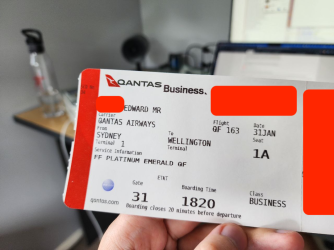 QANTAS Business.
EDWARD MR
Carrier
QANTAS AIRWAYS
Flight
QF 163
Date
31JAN
From
SYDNEY
Terminal 1
To
WELLINGTON
Terminal
Seat
1A
Service Information
FF PLATINUM EMERALD QF
ETKT
Gate
31
Boarding Time
1820
Class
BUSINESS
qantas.com
Boarding closes 20 minutes before departure